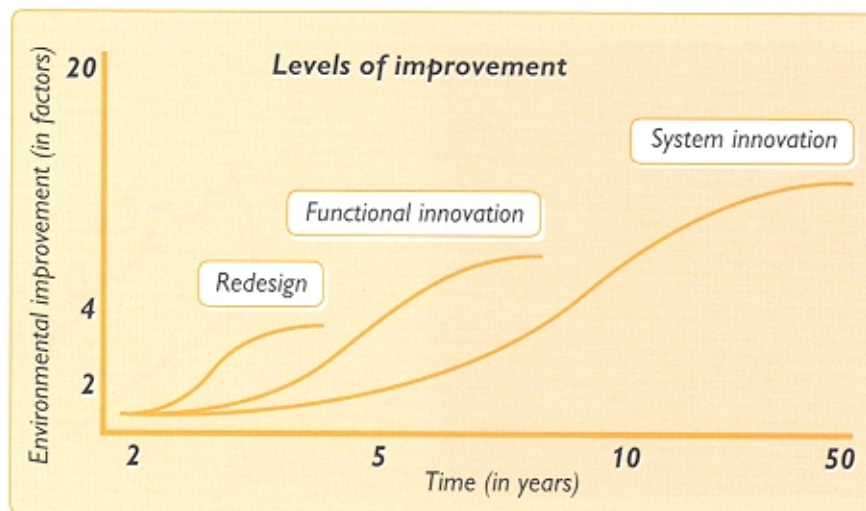 Levels of improvement
Environmental improvement (in factors)
20
4
2
System innovation
Functional innovation
Redesign
2 5 10 50
Time (in years)